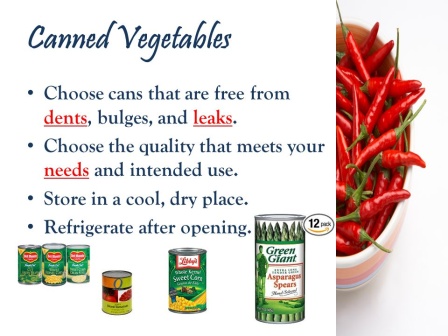 Canned Vegetables
• Choose cans that are free from
dents, bulges, and leaks.
• Choose the quality that meets your
needs and intended use.
• Store in a cool, dry place.
• Refrigerate after opening.
12 pack
Green
Giant
Asparagus
Spears
Libby's
Whole Kernel
Sweet Corn